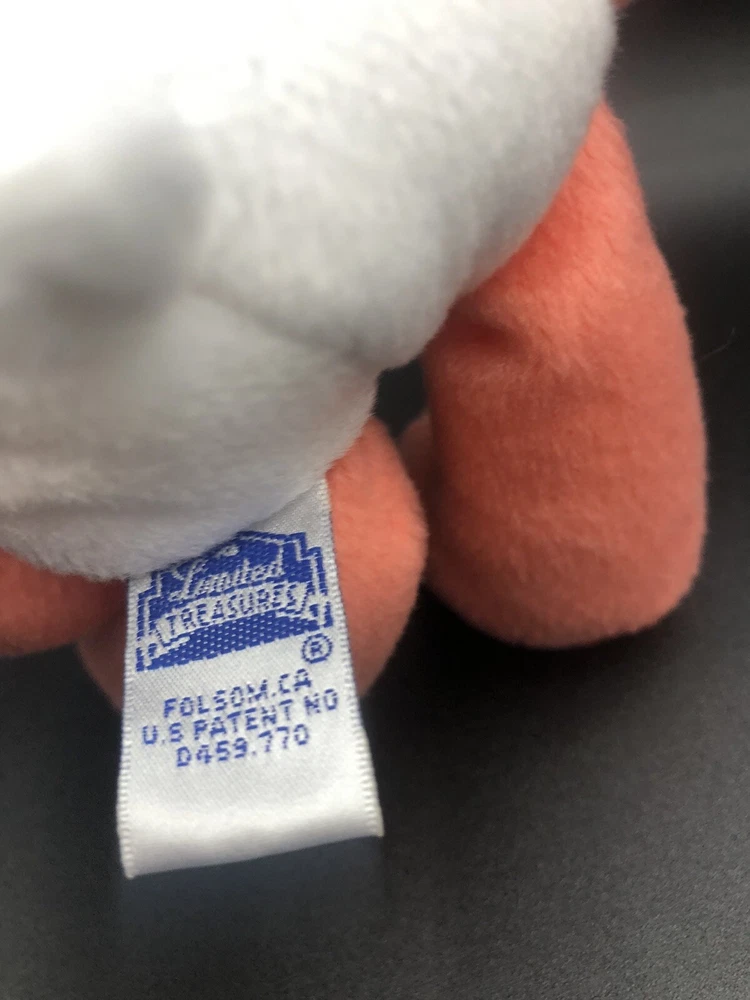 Limited
TREASURES
®
FOLSOM.CA
U.S PATENT NO
D459.770